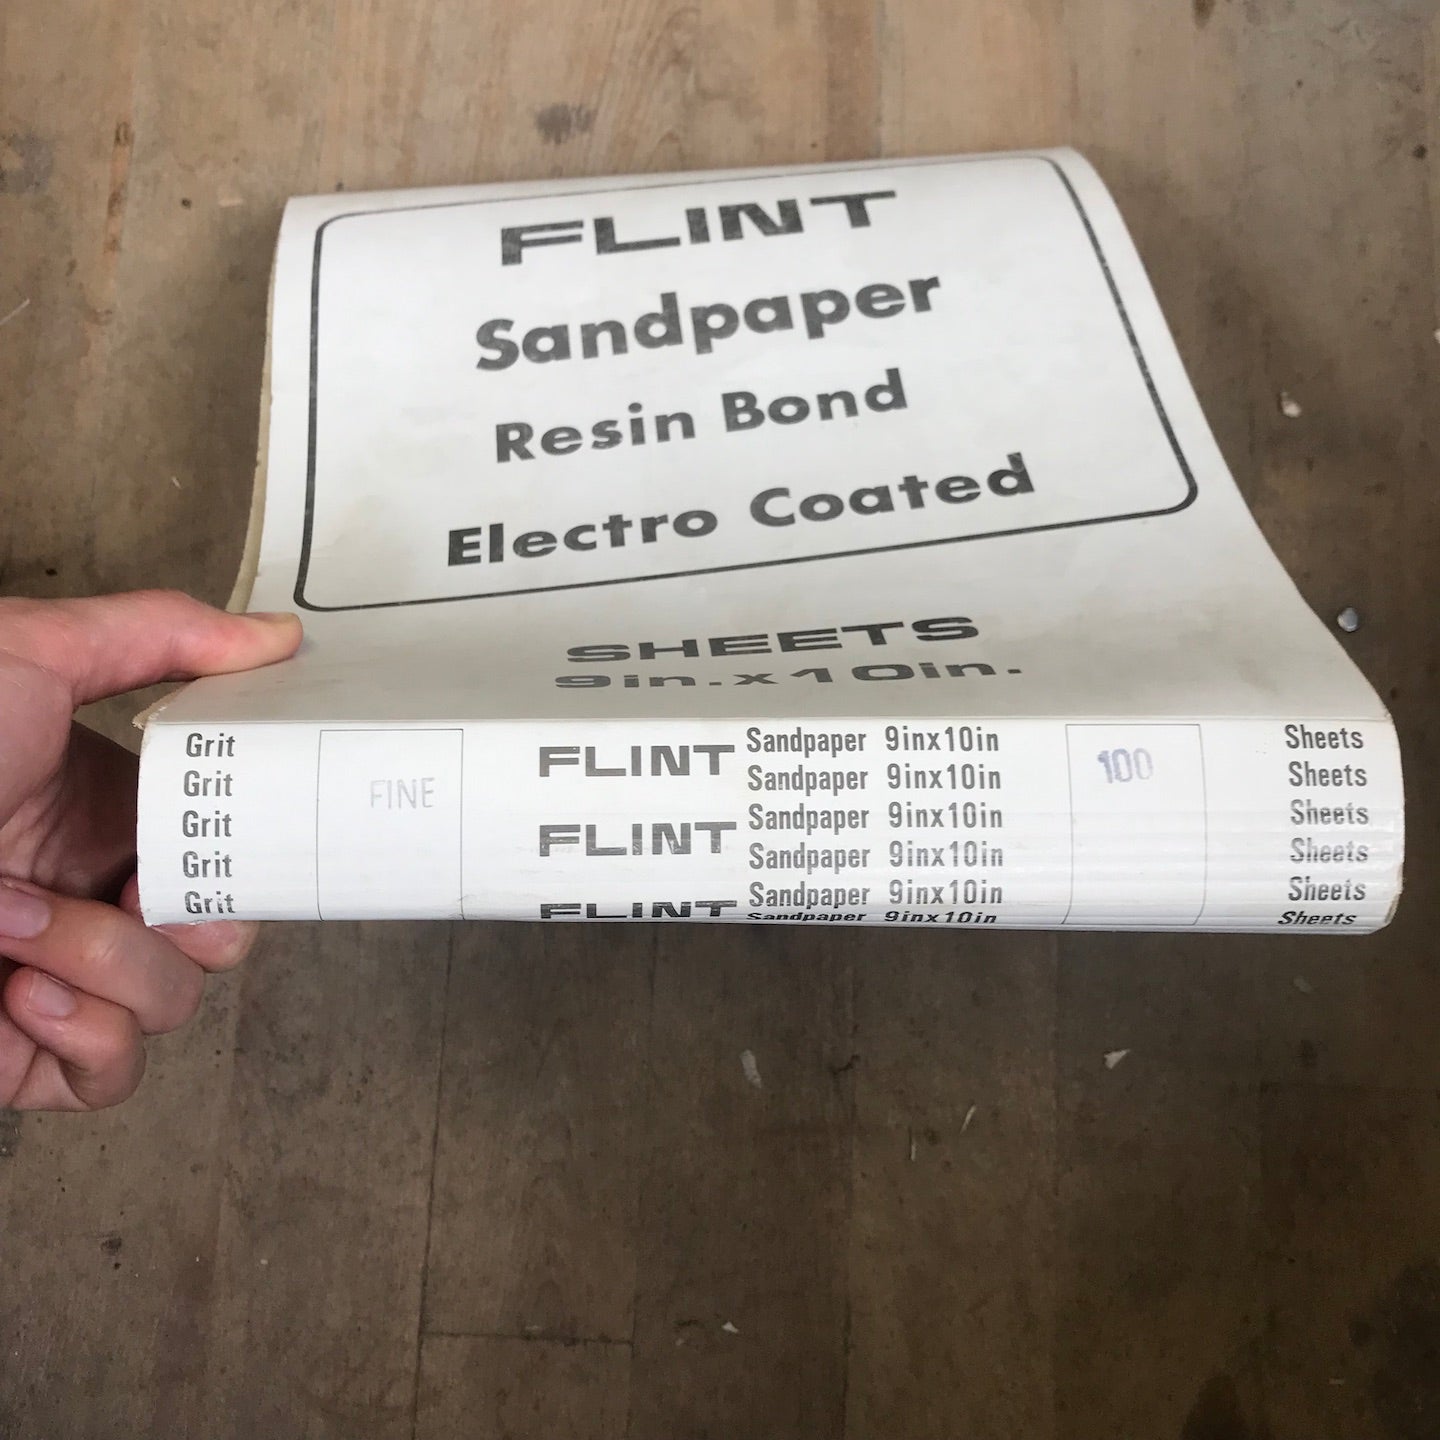 FLINT
Sandpaper
Resin Bond
Electro Coated
SHEETS
9in.x10in.
Grit FLINT Sandpaper 9inx10in 100 Sheets
Grit FINE Sandpaper 9inx10in Sheets
Grit FLINT Sandpaper 9inx10in Sheets
Grit Sandpaper 9inx10in Sheets
Grit FLINT Sandpaper 9inx10in Sheets
Sandpaper 9inx10in Sheets